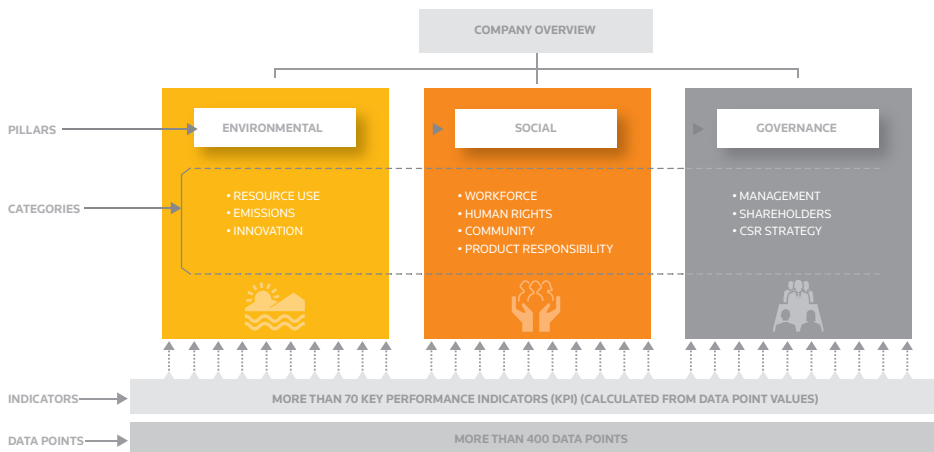 COMPANY OVERVIEW
PILLARS
ENVIRONMENTAL
SOCIAL
GOVERNANCE
CATEGORIES
• RESOURCE USE
• EMISSIONS
• INNOVATION
• WORKFORCE
• HUMAN RIGHTS
• COMMUNITY
• PRODUCT RESPONSIBILITY
• MANAGEMENT
• SHAREHOLDERS
• CSR STRATEGY
INDICATORS
MORE THAN 70 KEY PERFORMANCE INDICATORS (KPI) (CALCULATED FROM DATA POINT VALUES)
DATA POINTS
MORE THAN 400 DATA POINTS